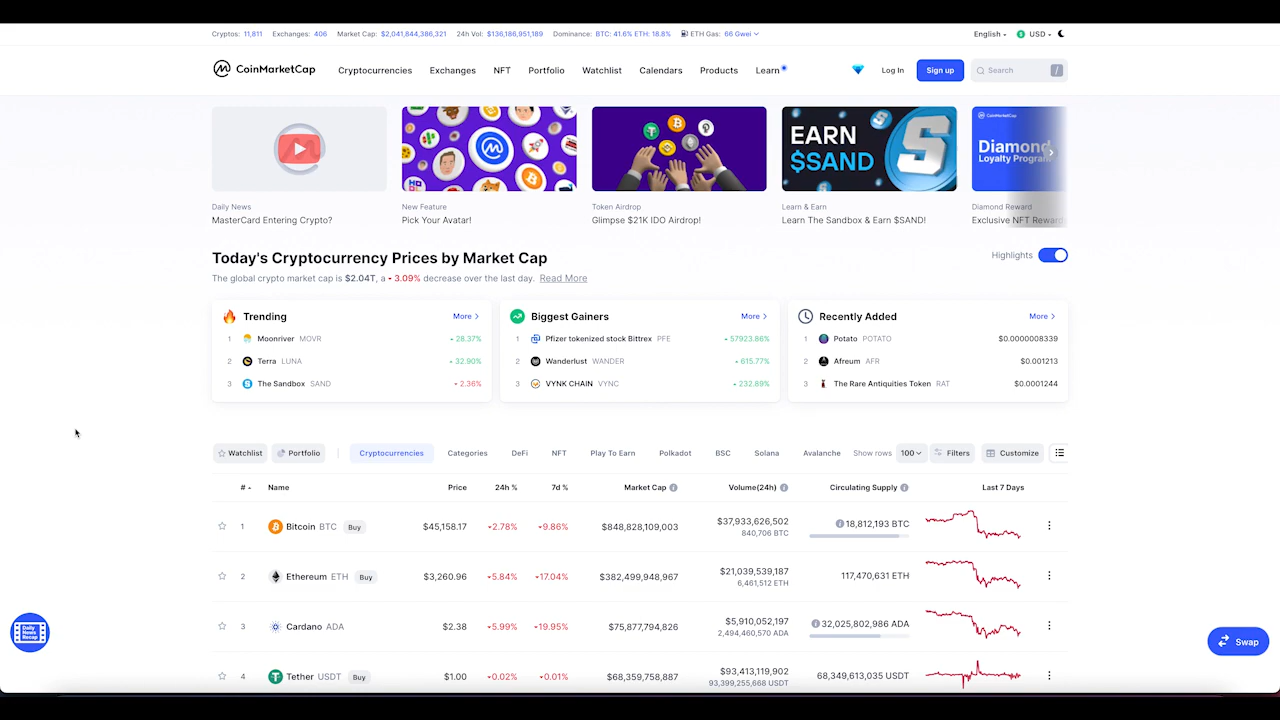 Cryptos: 11,811 Exchanges: 406 Market Cap: $2,041,844,386,321 24h Vol: $136,186,951,189 Dominance: BTC: 41.6% ETH: 18.8% ETH Gas: 66 Gwei English USD
CoinMarketCap Cryptocurrencies Exchanges NFT Portfolio Watchlist Calendars Products Learn Log In Sign up Search /
EARN
$SAND
CoinMarketCap
Diamond
Loyalty Program
Daily News
MasterCard Entering Crypto?
New Feature
Pick Your Avatar!
Token Airdrop
Glimpse $21K IDO Airdrop!
Learn & Earn
Learn The Sandbox & Earn $SAND!
Diamond Reward
Exclusive NFT Rewards
Today's Cryptocurrency Prices by Market Cap
Highlights
The global crypto market cap is $2.04T, a 3.09% decrease over the last day. Read More
Trending More
1 Moonriver MOVR 28.37%
2 Terra LUNA 32.90%
3 The Sandbox SAND 2.36%
Biggest Gainers More
1 Pfizer tokenized stock Bittrex PFE 57923.86%
2 Wanderlust WANDER 615.77%
3 VYNK CHAIN VYNC 232.89%
Recently Added More
1 Potato POTATO $0.0000008339
2 Afreum AFR $0.001213
3 The Rare Antiquities Token RAT $0.0001244
Watchlist Portfolio Cryptocurrencies Categories DeFi NFT Play To Earn Polkadot BSC Solana Avalanche Show rows 100 Filters Customize
# Name Price 24h % 7d % Market Cap Volume(24h) Circulating Supply Last 7 Days
1 Bitcoin BTC Buy $45,158.17 2.78% 9.86% $848,828,109,003 $37,933,626,502 18,812,193 BTC
840,706 BTC
2 Ethereum ETH Buy $3,260.96 5.84% 17.04% $382,499,948,967 $21,039,539,187 117,470,631 ETH
6,461,512 ETH
3 Cardano ADA $2.38 5.99% 19.95% $75,877,794,826 $5,910,052,197 32,025,802,986 ADA
2,494,460,570 ADA
4 Tether USDT Buy $1.00 0.02% 0.01% $68,359,758,887 $93,413,119,902 68,349,613,035 USDT
93,399,255,668 USDT
Daily
News
Recap
Swap